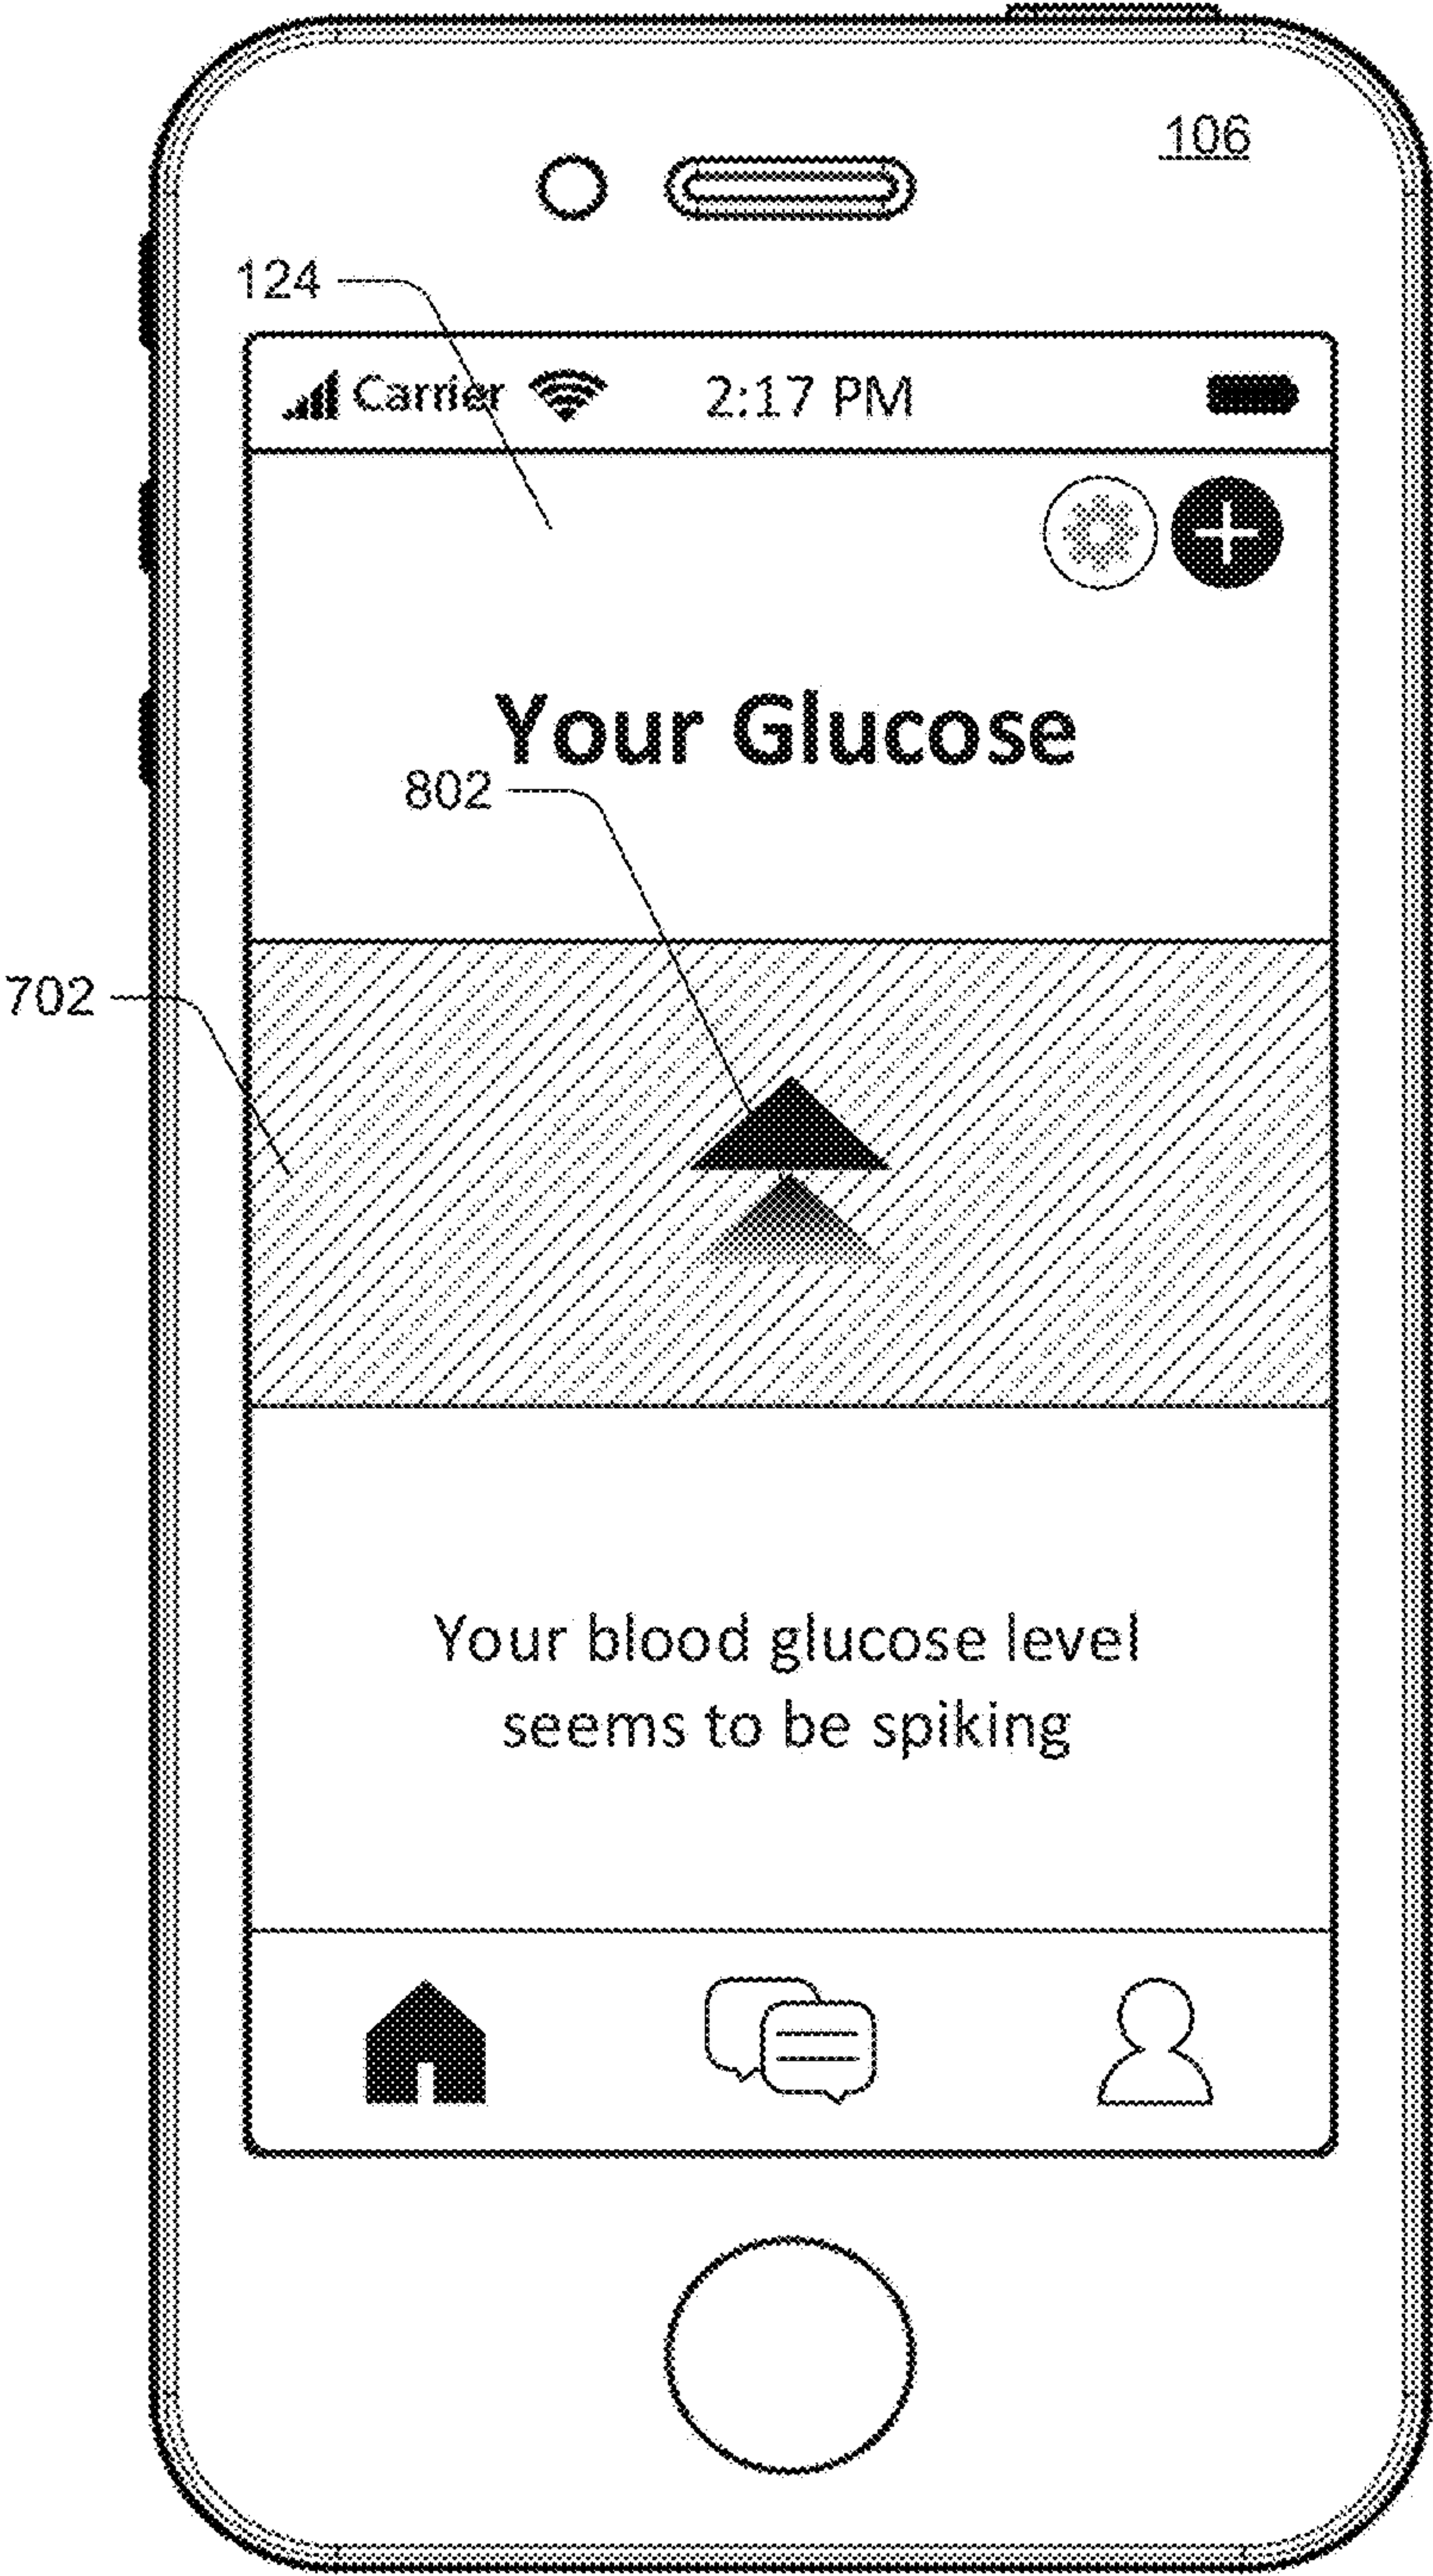 106
124
Carrier 2:17 PM
Your Glucose
802
702
Your blood glucose level
seems to be spiking